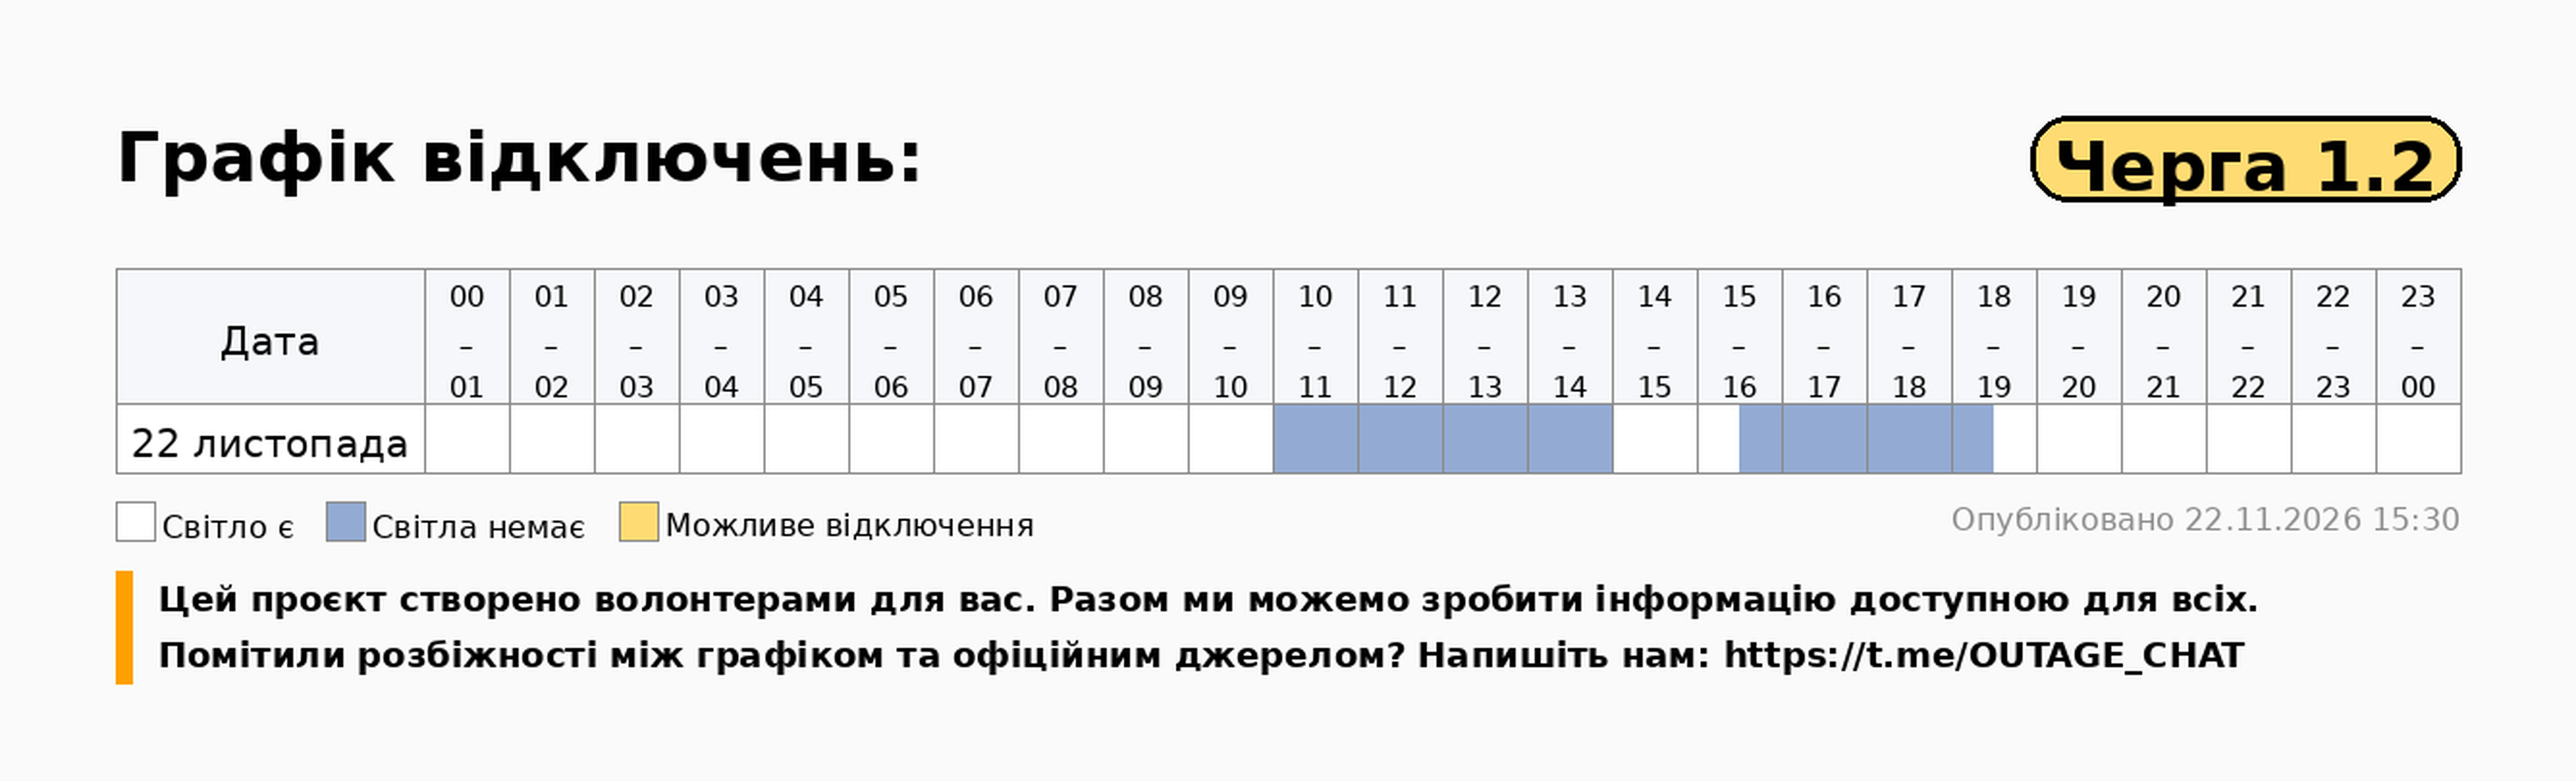 Графік відключень:
Черга 1.2
Дата 00 – 01 01 – 02 02 – 03 03 – 04 04 – 05 05 – 06 06 – 07 07 – 08 08 – 09 09 – 10 10 – 11 11 – 12 12 – 13 13 – 14 14 – 15 15 – 16 16 – 17 17 – 18 18 – 19 19 – 20 20 – 21 21 – 22 22 – 23 23 – 00
22 листопада
Світло є Світла немає Можливе відключення
Опубліковано 22.11.2026 15:30
Цей проєкт створено волонтерами для вас. Разом ми можемо зробити інформацію доступною для всіх.
Помітили розбіжності між графіком та офіційним джерелом? Напишіть нам: https://t.me/OUTAGE_CHAT